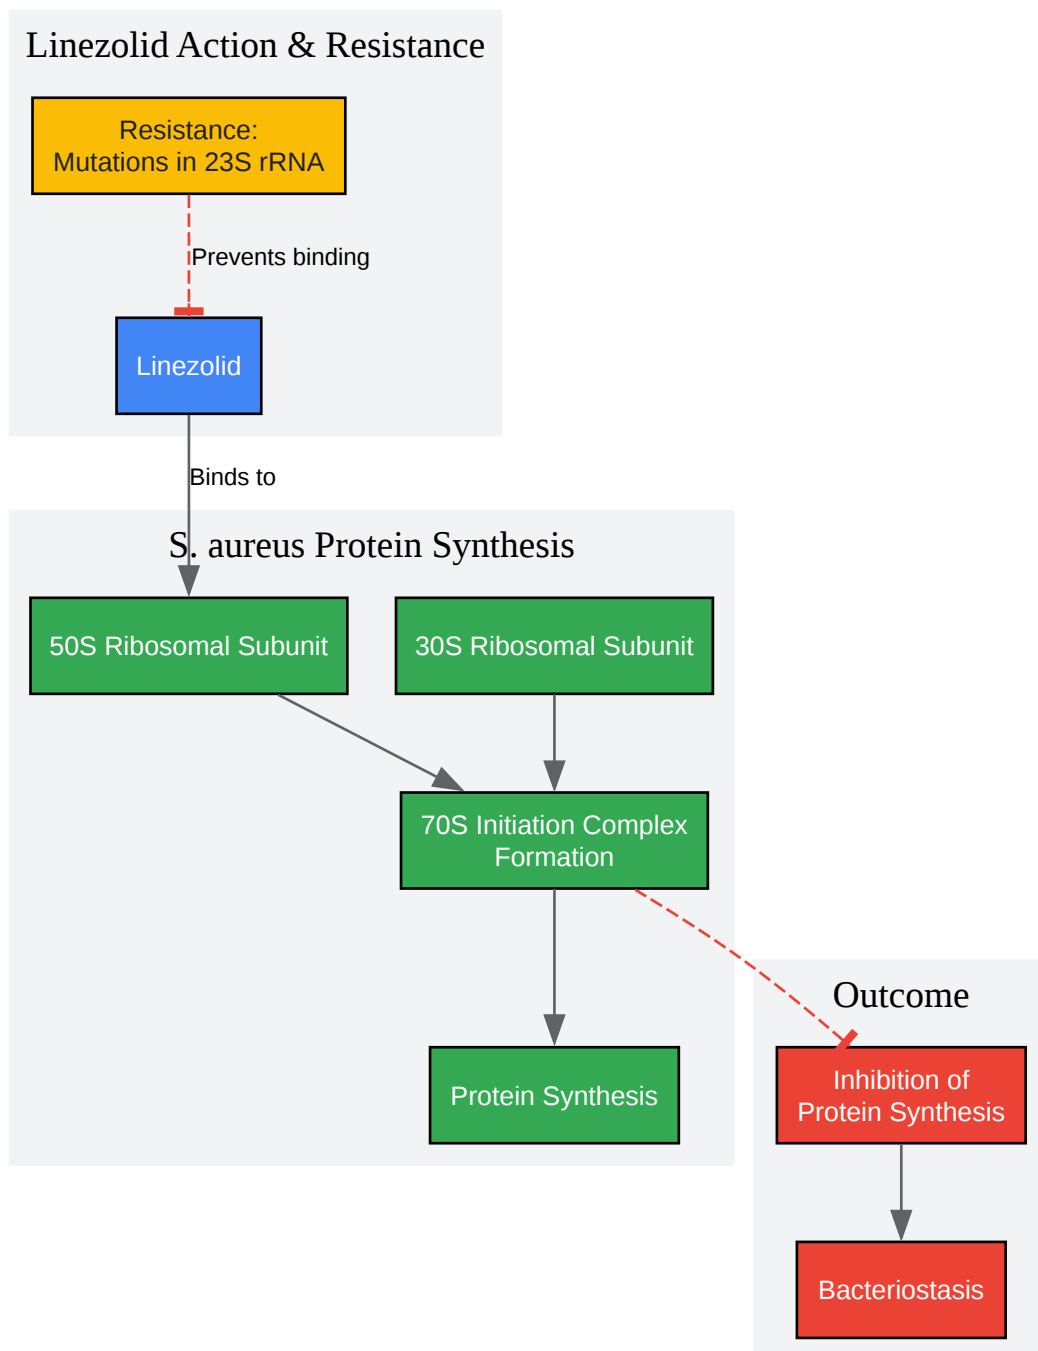 Linezolid Action & Resistance
Resistance:
Mutations in 23S rRNA
Prevents binding
Linezolid
Binds to
S. aureus Protein Synthesis
50S Ribosomal Subunit
30S Ribosomal Subunit
70S Initiation Complex
Formation
Outcome
Protein Synthesis
Inhibition of
Protein Synthesis
Bacteriostasis